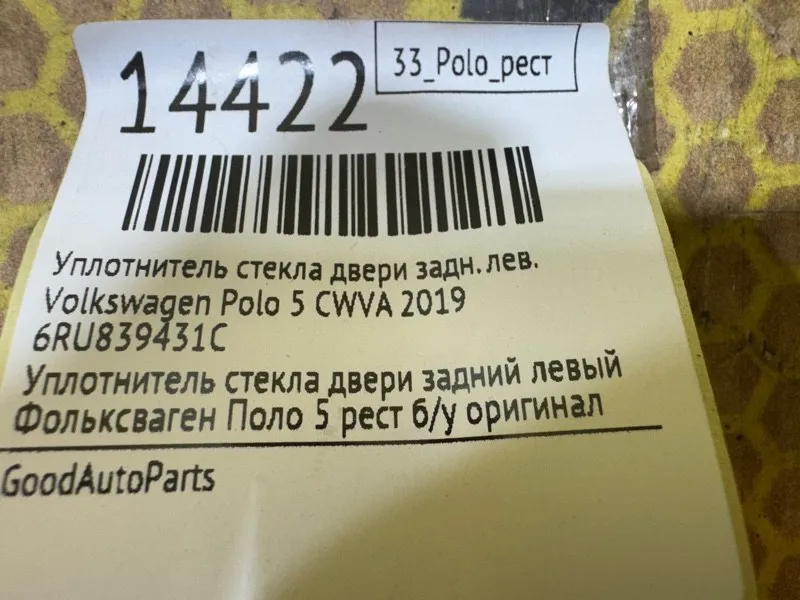 14422
33_Polo_рест
Уплотнитель стекла двери задн. лев.
Volkswagen Polo 5 CWVA 2019
6RU839431C
Уплотнитель стекла двери задний левый
Фольксваген Поло 5 рест б/у оригинал
GoodAutoParts